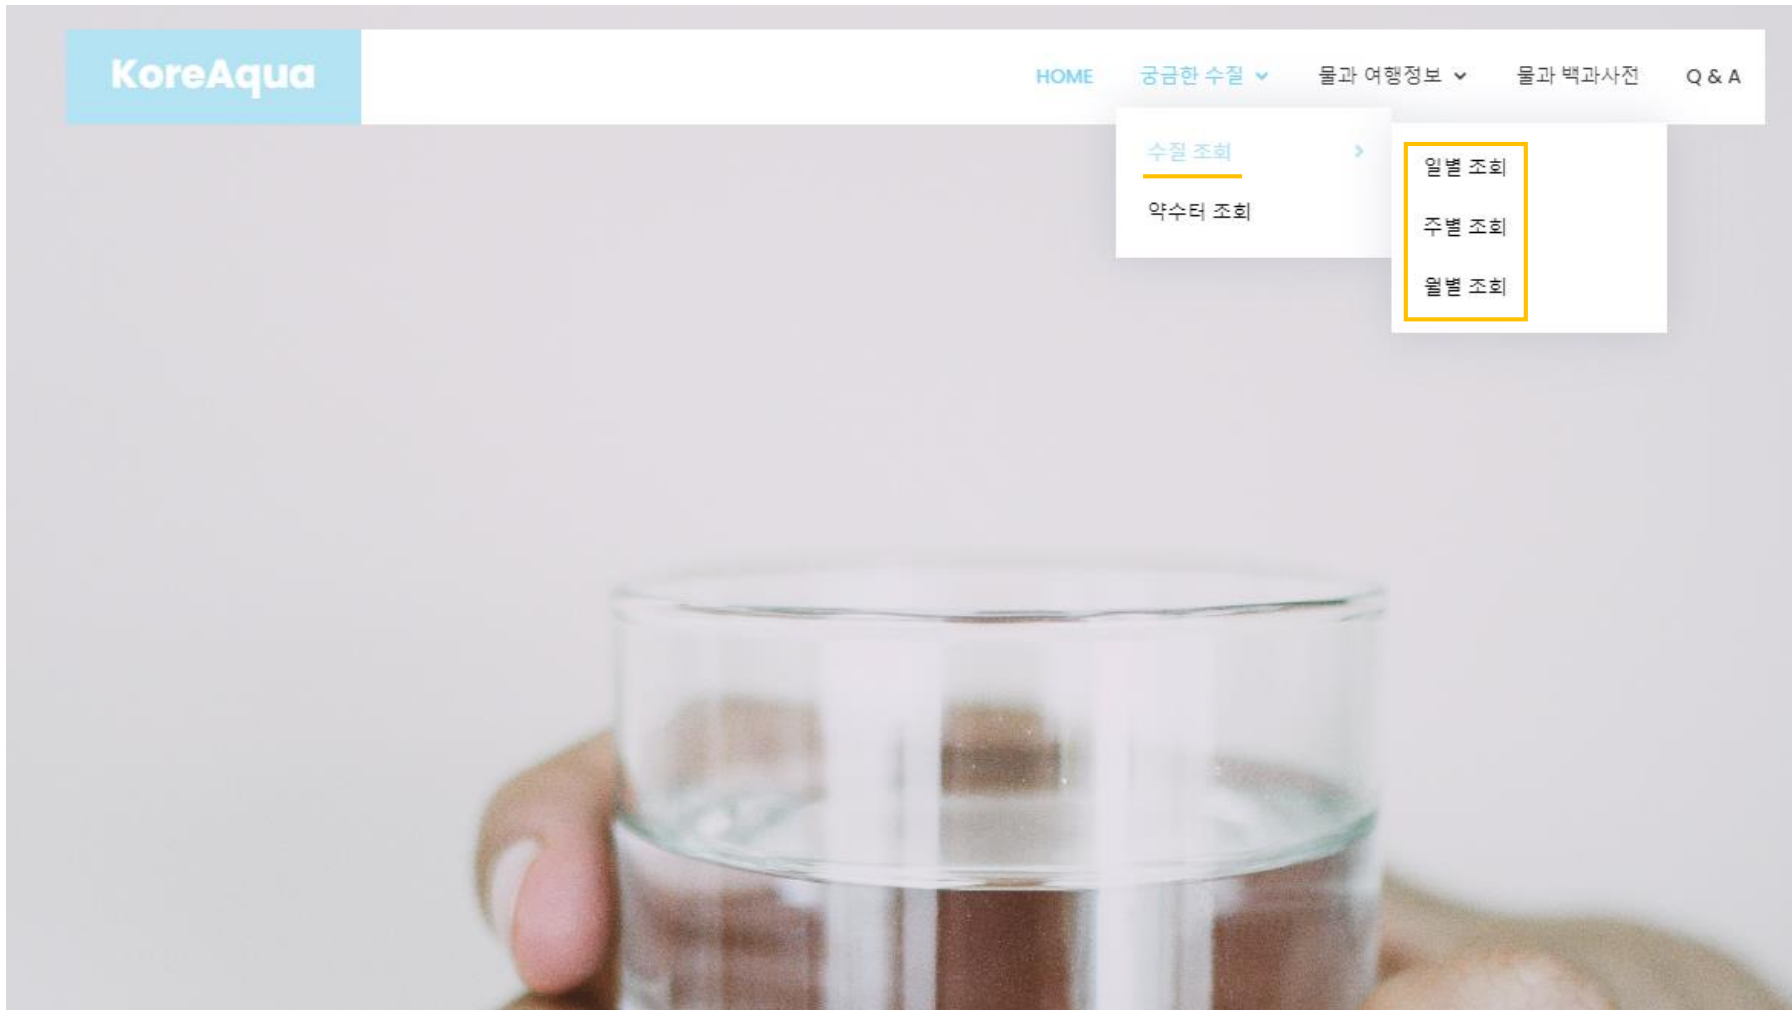 KoreAqua
HOME 궁금한 수질 물과 여행정보 물과 백과사전 Q & A
수질 조회
약수터 조회
일별 조회
주별 조회
월별 조회